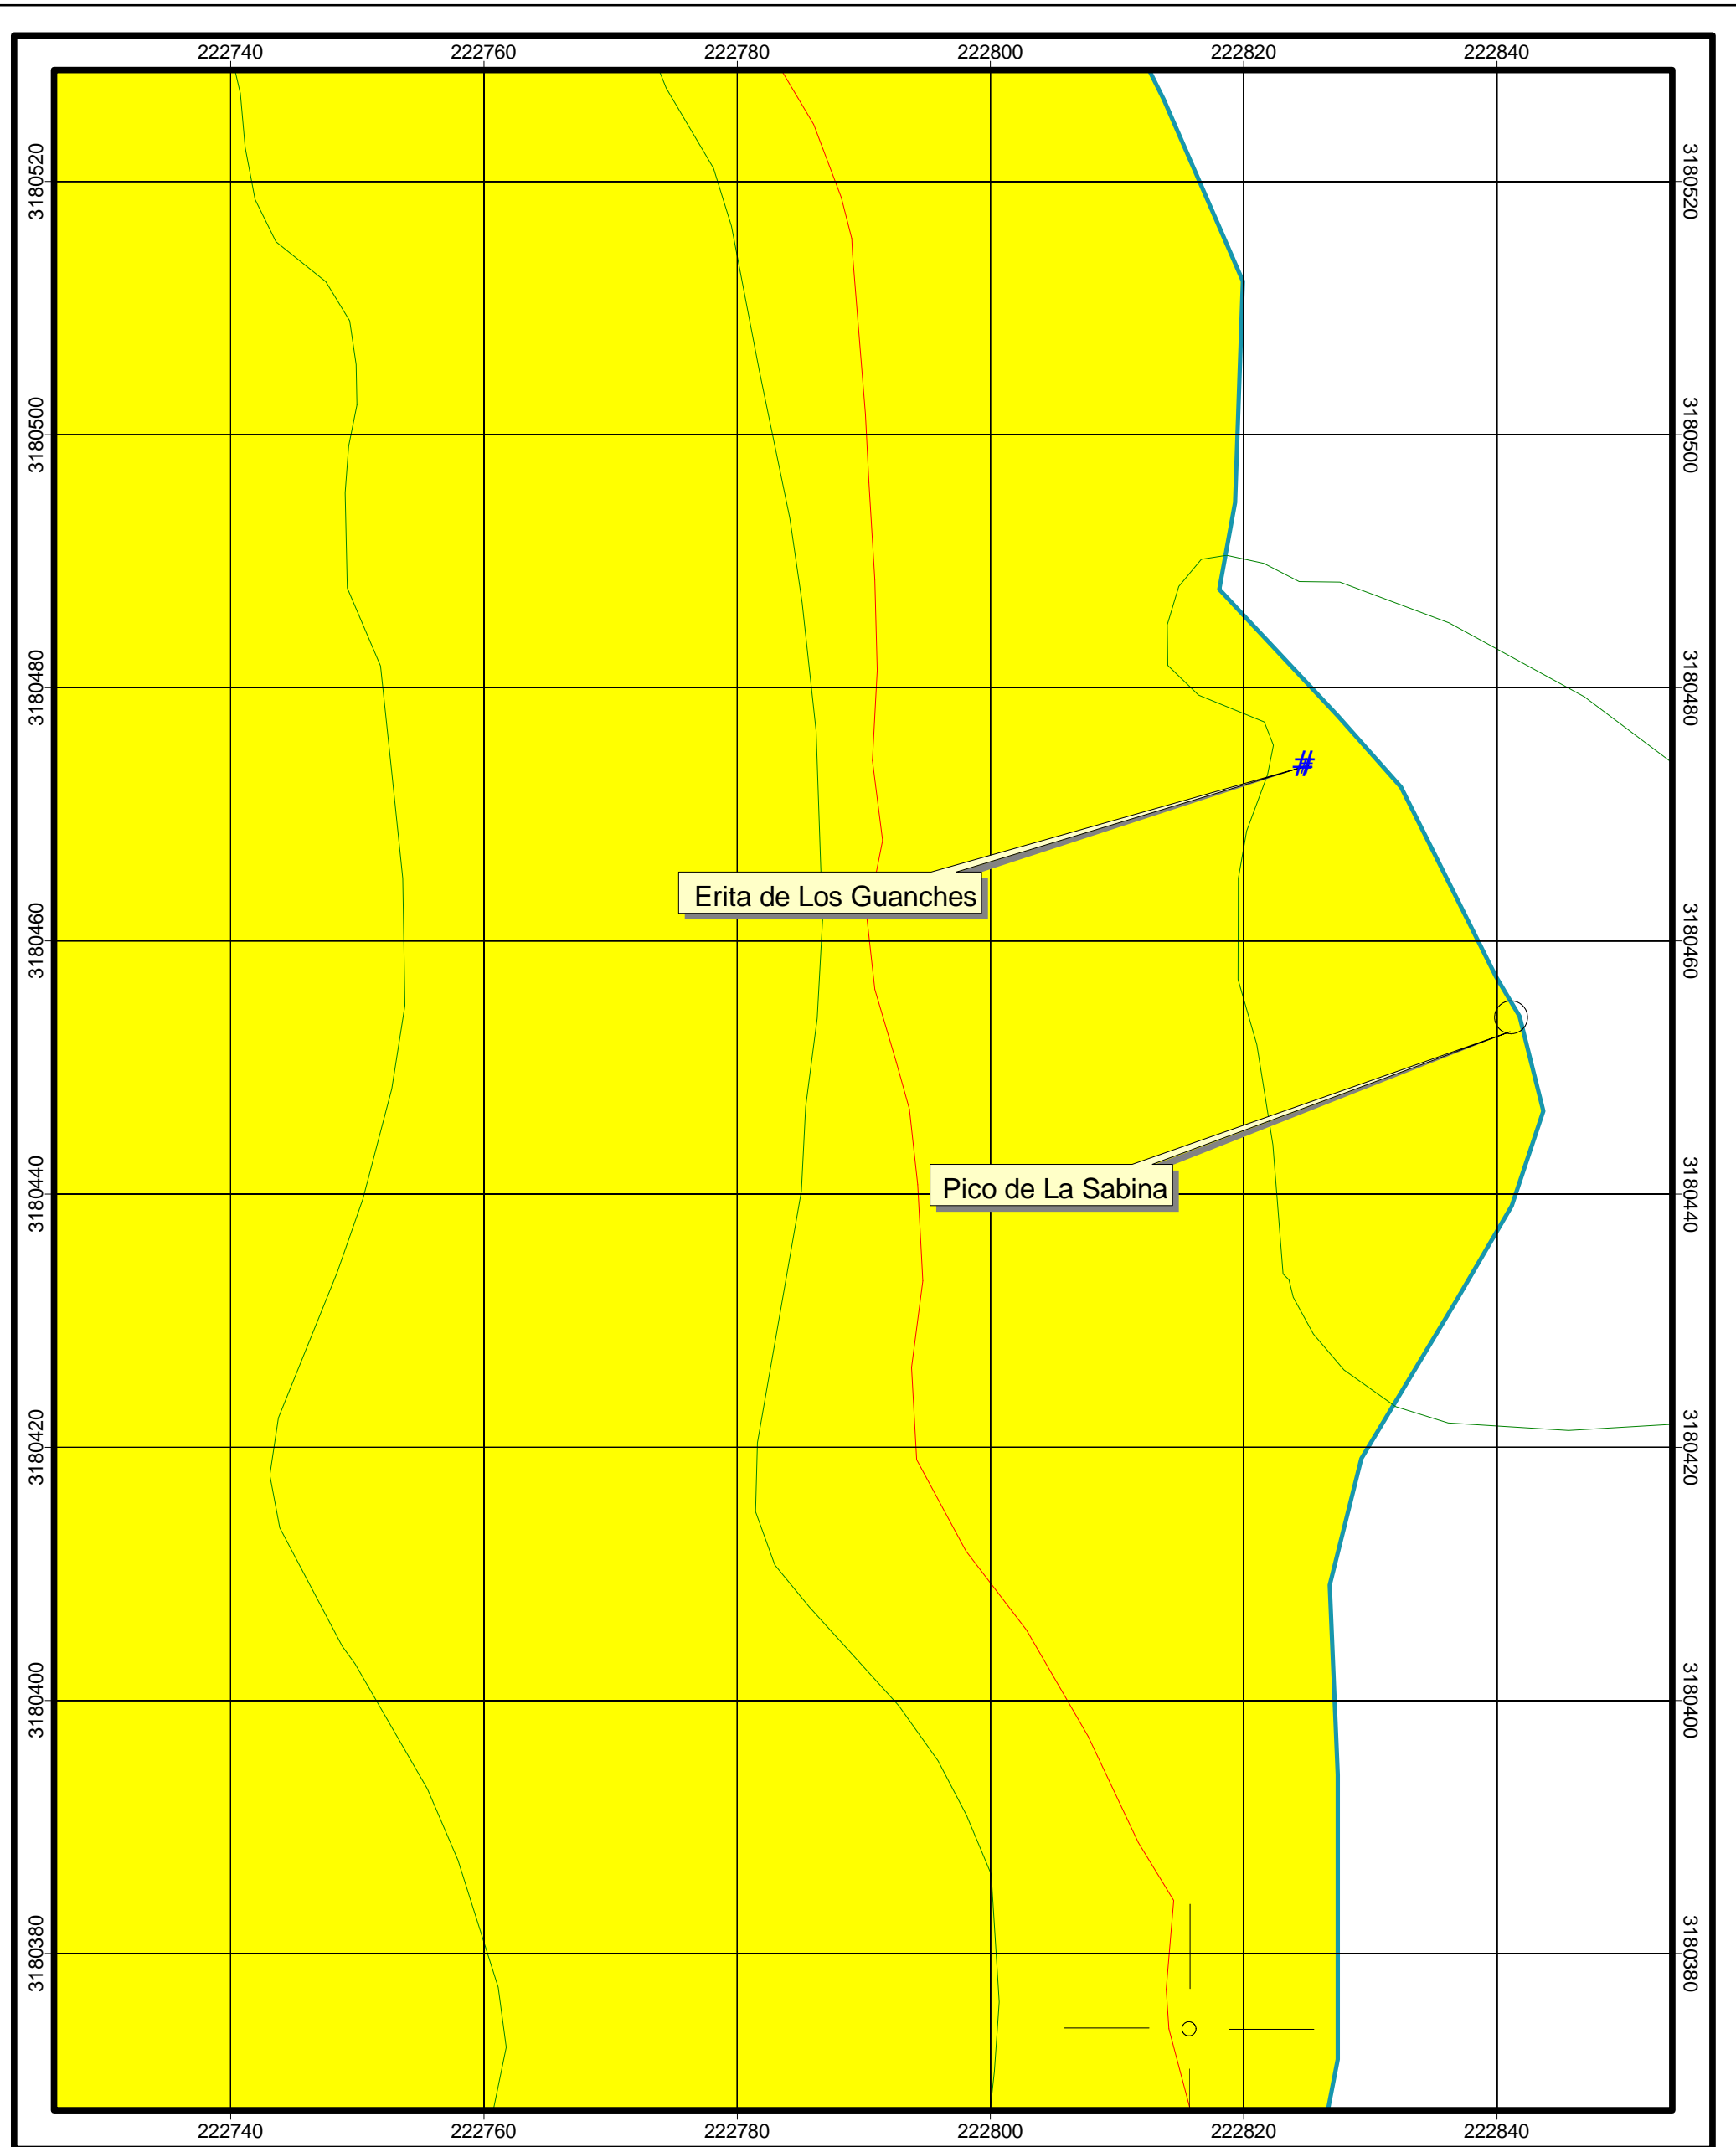 222740 222760 222780 222800 222820 222840
3180520 3180520
3180500 3180500
3180480 3180480
#
Erita de Los Guanches
3180460 3180460
Pico de La Sabina
3180440 3180440
3180420 3180420
3180400 3180400
3180380 3180380
222740 222760 222780 222800 222820 222840